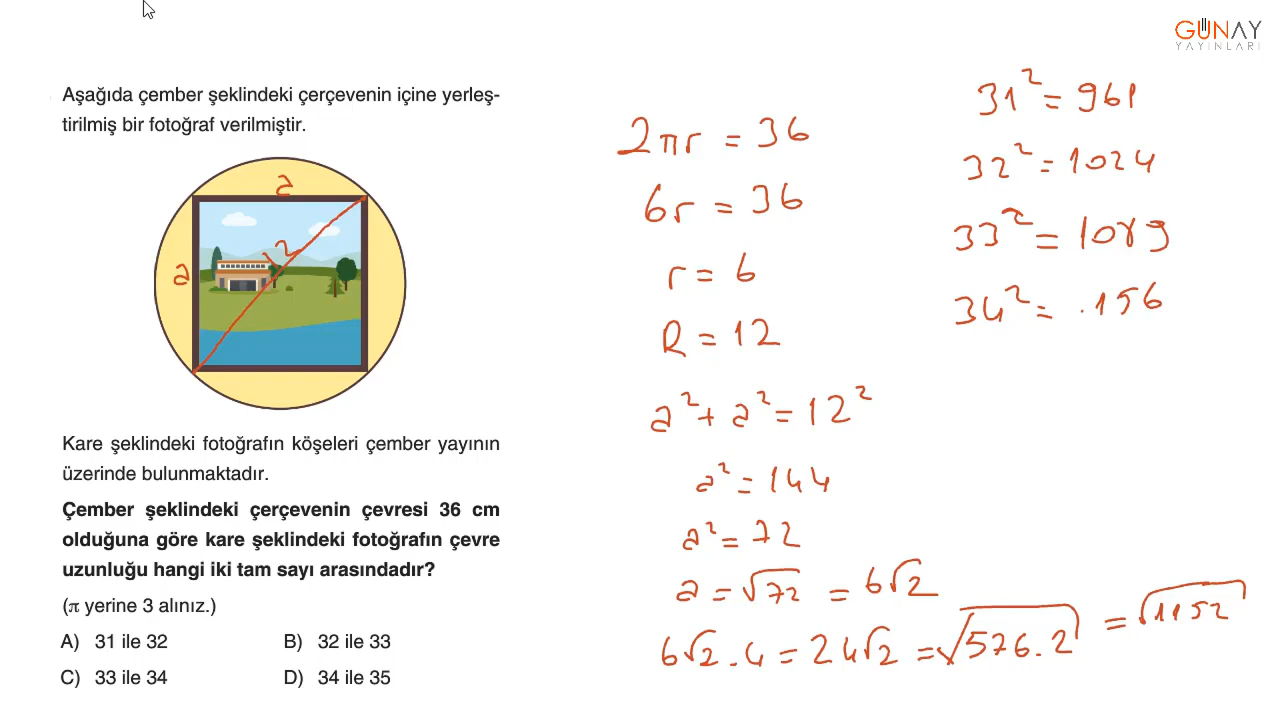 GÜNAY
YAYINLARI
Aşağıda çember şeklindeki çerçevenin içine yerleş-
tirilmiş bir fotoğraf verilmiştir.
a
a
12
Kare şeklindeki fotoğrafın köşeleri çember yayının
üzerinde bulunmaktadır.
Çember şeklindeki çerçevenin çevresi 36 cm
olduğuna göre kare şeklindeki fotoğrafın çevre
uzunluğu hangi iki tam sayı arasındadır?
(π yerine 3 alınız.)
A) 31 ile 32 B) 32 ile 33
C) 33 ile 34 D) 34 ile 35
2πr = 36
6r = 36
r = 6
R = 12
a² + a² = 12²
a² = 144
a² = 72
a = √72 = 6√2
6√2 . 4 = 24√2 = √576.2 = √1152
31² = 961
32² = 1024
33² = 1089
34² = .156